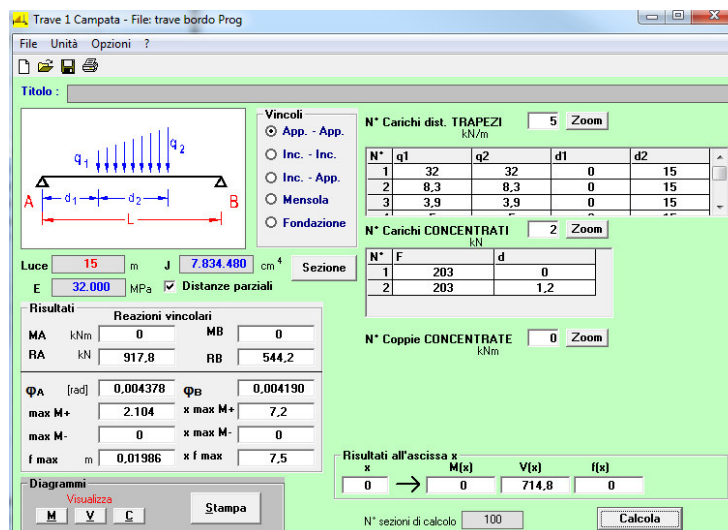 Trave 1 Campata - File: trave bordo Prog
File Unità Opzioni ?
Titolo :
q1 q2
A d1 d2 B
L
Vincoli
App. - App.
Inc. - Inc.
Inc. - App.
Mensola
Fondazione
N° Carichi dist. TRAPEZI 5 Zoom
kN/m
N° q1 q2 d1 d2
1 32 32 0 15
2 8,3 8,3 0 15
3 3,9 3,9 0 15
N° Carichi CONCENTRATI 2 Zoom
kN
N° F d
1 203 0
2 203 1,2
Luce 15 m J 7.834.480 cm 4 Sezione
E 32.000 MPa Distanze parziali
N° Coppie CONCENTRATE 0 Zoom
kNm
Risultati
Reazioni vincolari
MA kNm 0 MB 0
RA kN 917,8 RB 544,2
φA [rad] 0,004378 φB 0,004190
max M+ 2.104 x max M+ 7,2
max M- 0 x max M- 0
f max m 0,01986 x f max 7,5
Risultati all'ascissa x
x M(x) V(x) f(x)
0 → 0 714,8 0
Diagrammi
Visualizza
M V C Stampa
N° sezioni di calcolo 100 Calcola